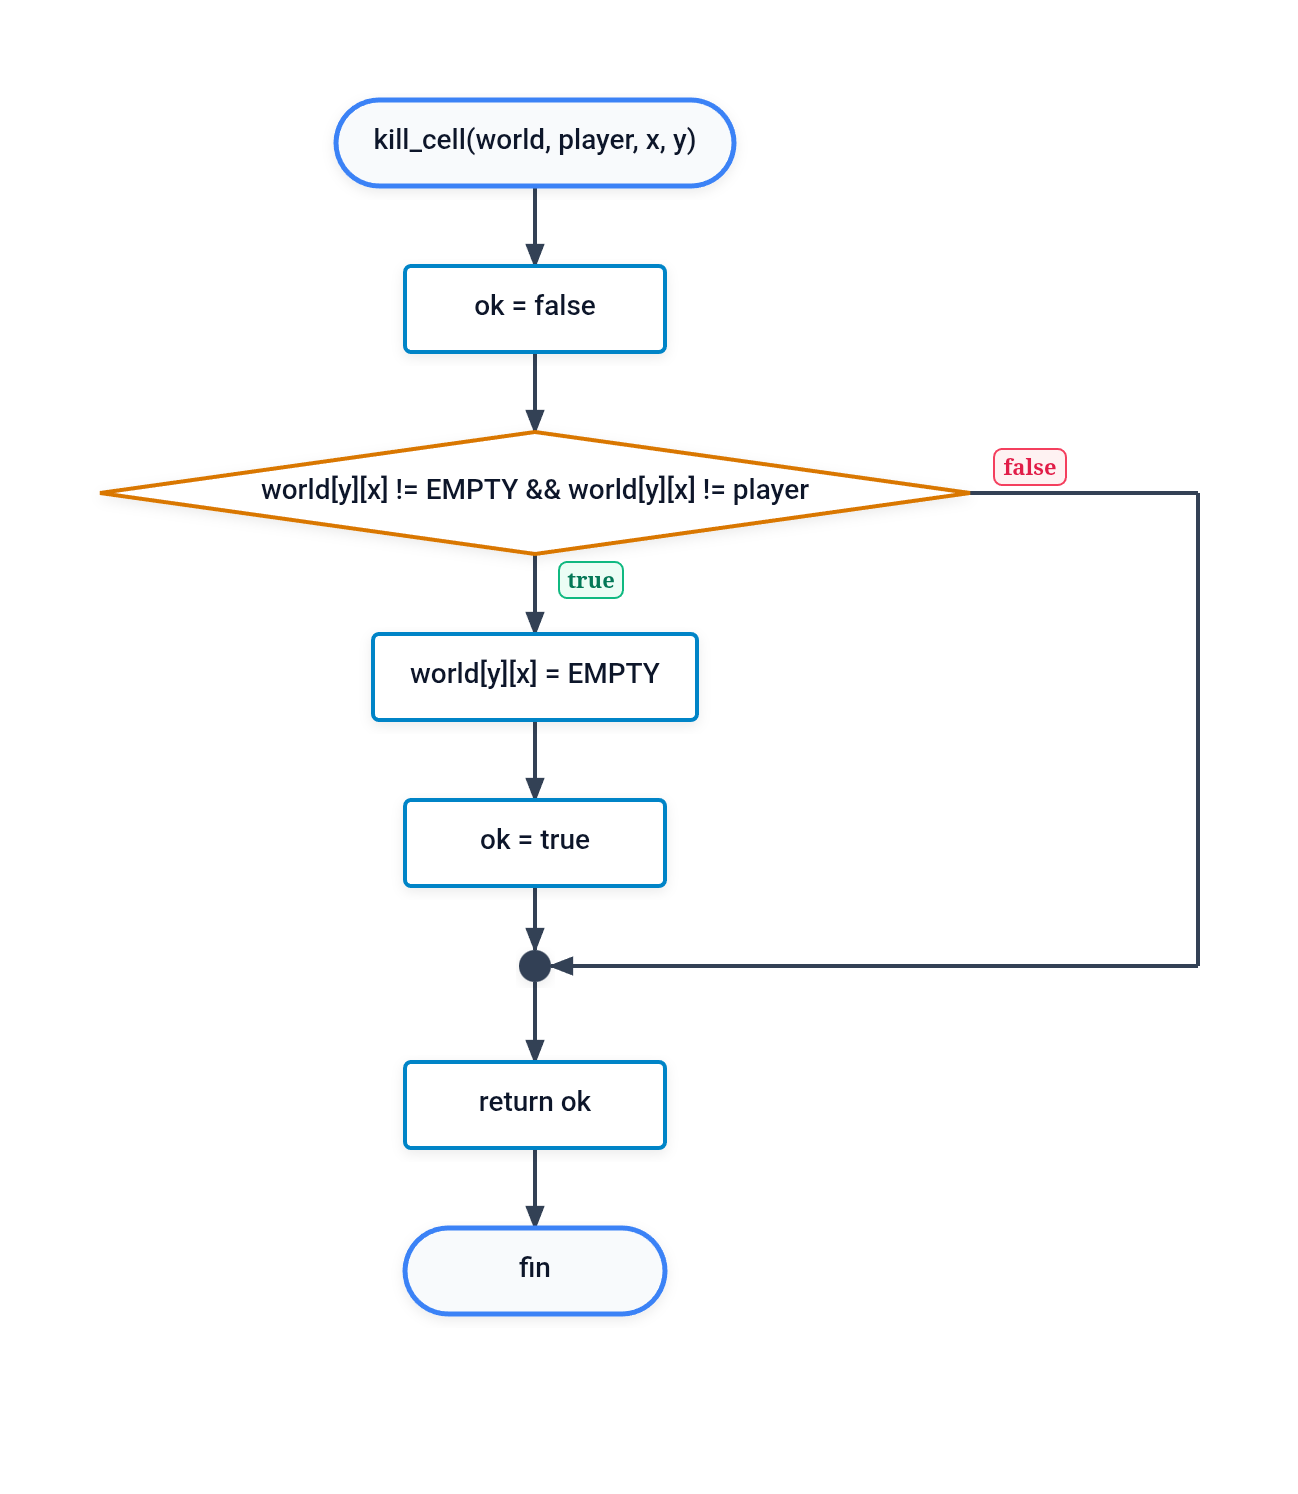 kill_cell(world, player, x, y)
ok = false
world[y][x] != EMPTY && world[y][x] != player
false
true
world[y][x] = EMPTY
ok = true
return ok
fin